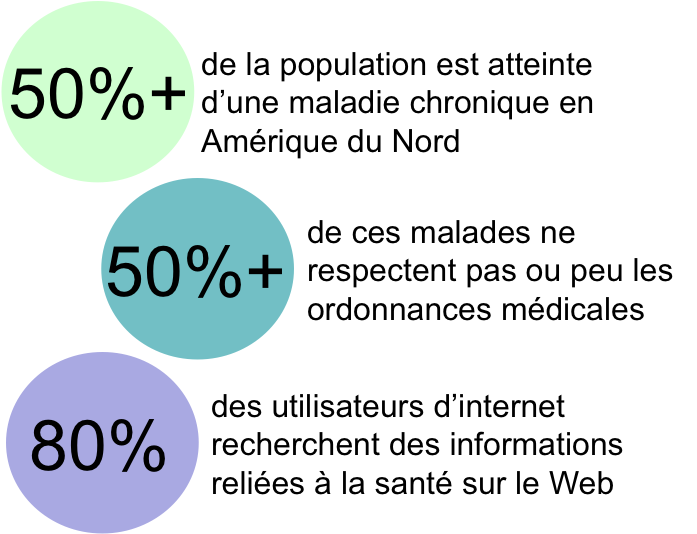 50%+
de la population est atteinte
d’une maladie chronique en
Amérique du Nord
50%+
de ces malades ne
respectent pas ou peu les
ordonnances médicales
80%
des utilisateurs d’internet
recherchent des informations
reliées à la santé sur le Web